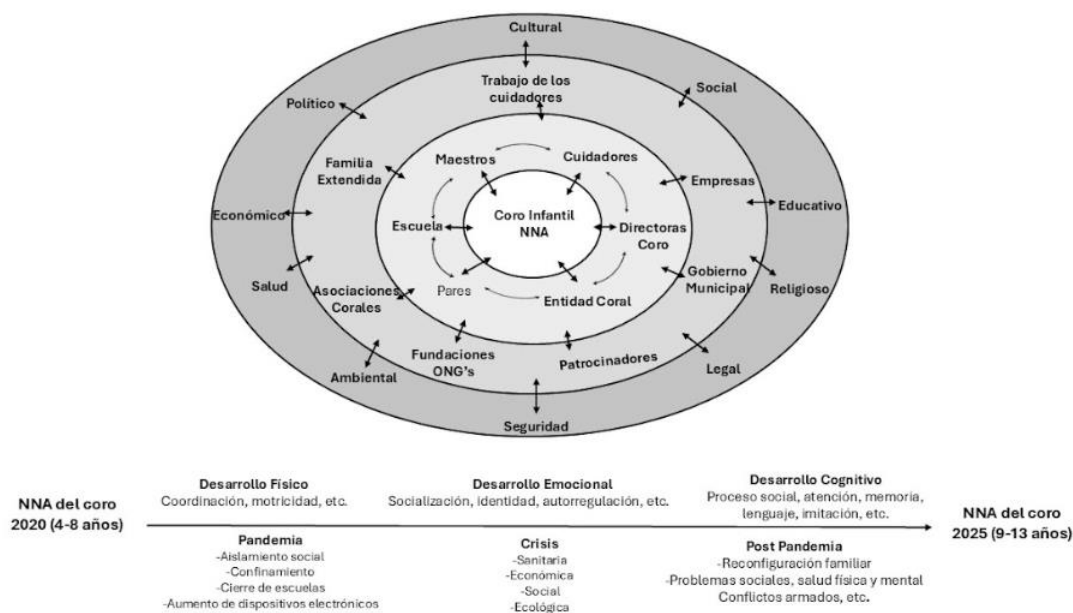 Cultural
Trabajo de los
cuidadores
Social
Político
Maestros
Cuidadores
Familia
Extendida
Empresas
Económico
Educativo
Escuela
Coro Infantil
NNA
Directoras
Coro
Salud
Asociaciones
Corales
Pares
Entidad Coral
Gobierno
Municipal
Religioso
Fundaciones
ONG's
Patrocinadores
Ambiental
Legal
Seguridad
NNA del coro
2020 (4-8 años)
Desarrollo Físico
Coordinación, motricidad, etc.
Desarrollo Emocional
Socialización, identidad, autorregulación, etc.
Desarrollo Cognitivo
Proceso social, atención, memoria,
lenguaje, imitación, etc.
NNA del coro
2025 (9-13 años)
Pandemia
-Aislamiento social
-Confinamiento
-Cierre de escuelas
-Aumento de dispositivos electrónicos
Crisis
-Sanitaria
-Económica
-Social
-Ecológica
Post Pandemia
-Reconfiguración familiar
-Problemas sociales, salud física y mental
Conflictos armados, etc.